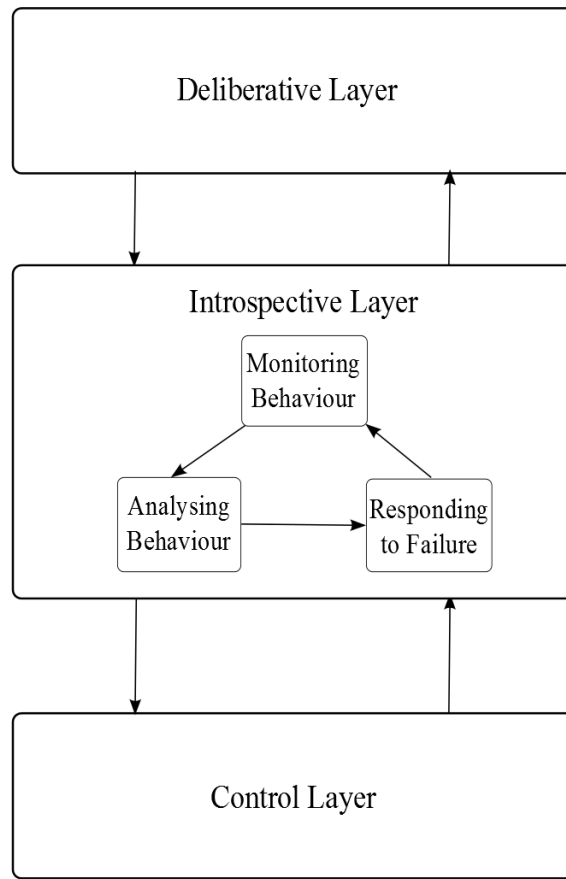 Deliberative Layer
Introspective Layer
Monitoring
Behaviour
Analysing
Behaviour
Responding
to Failure
Control Layer